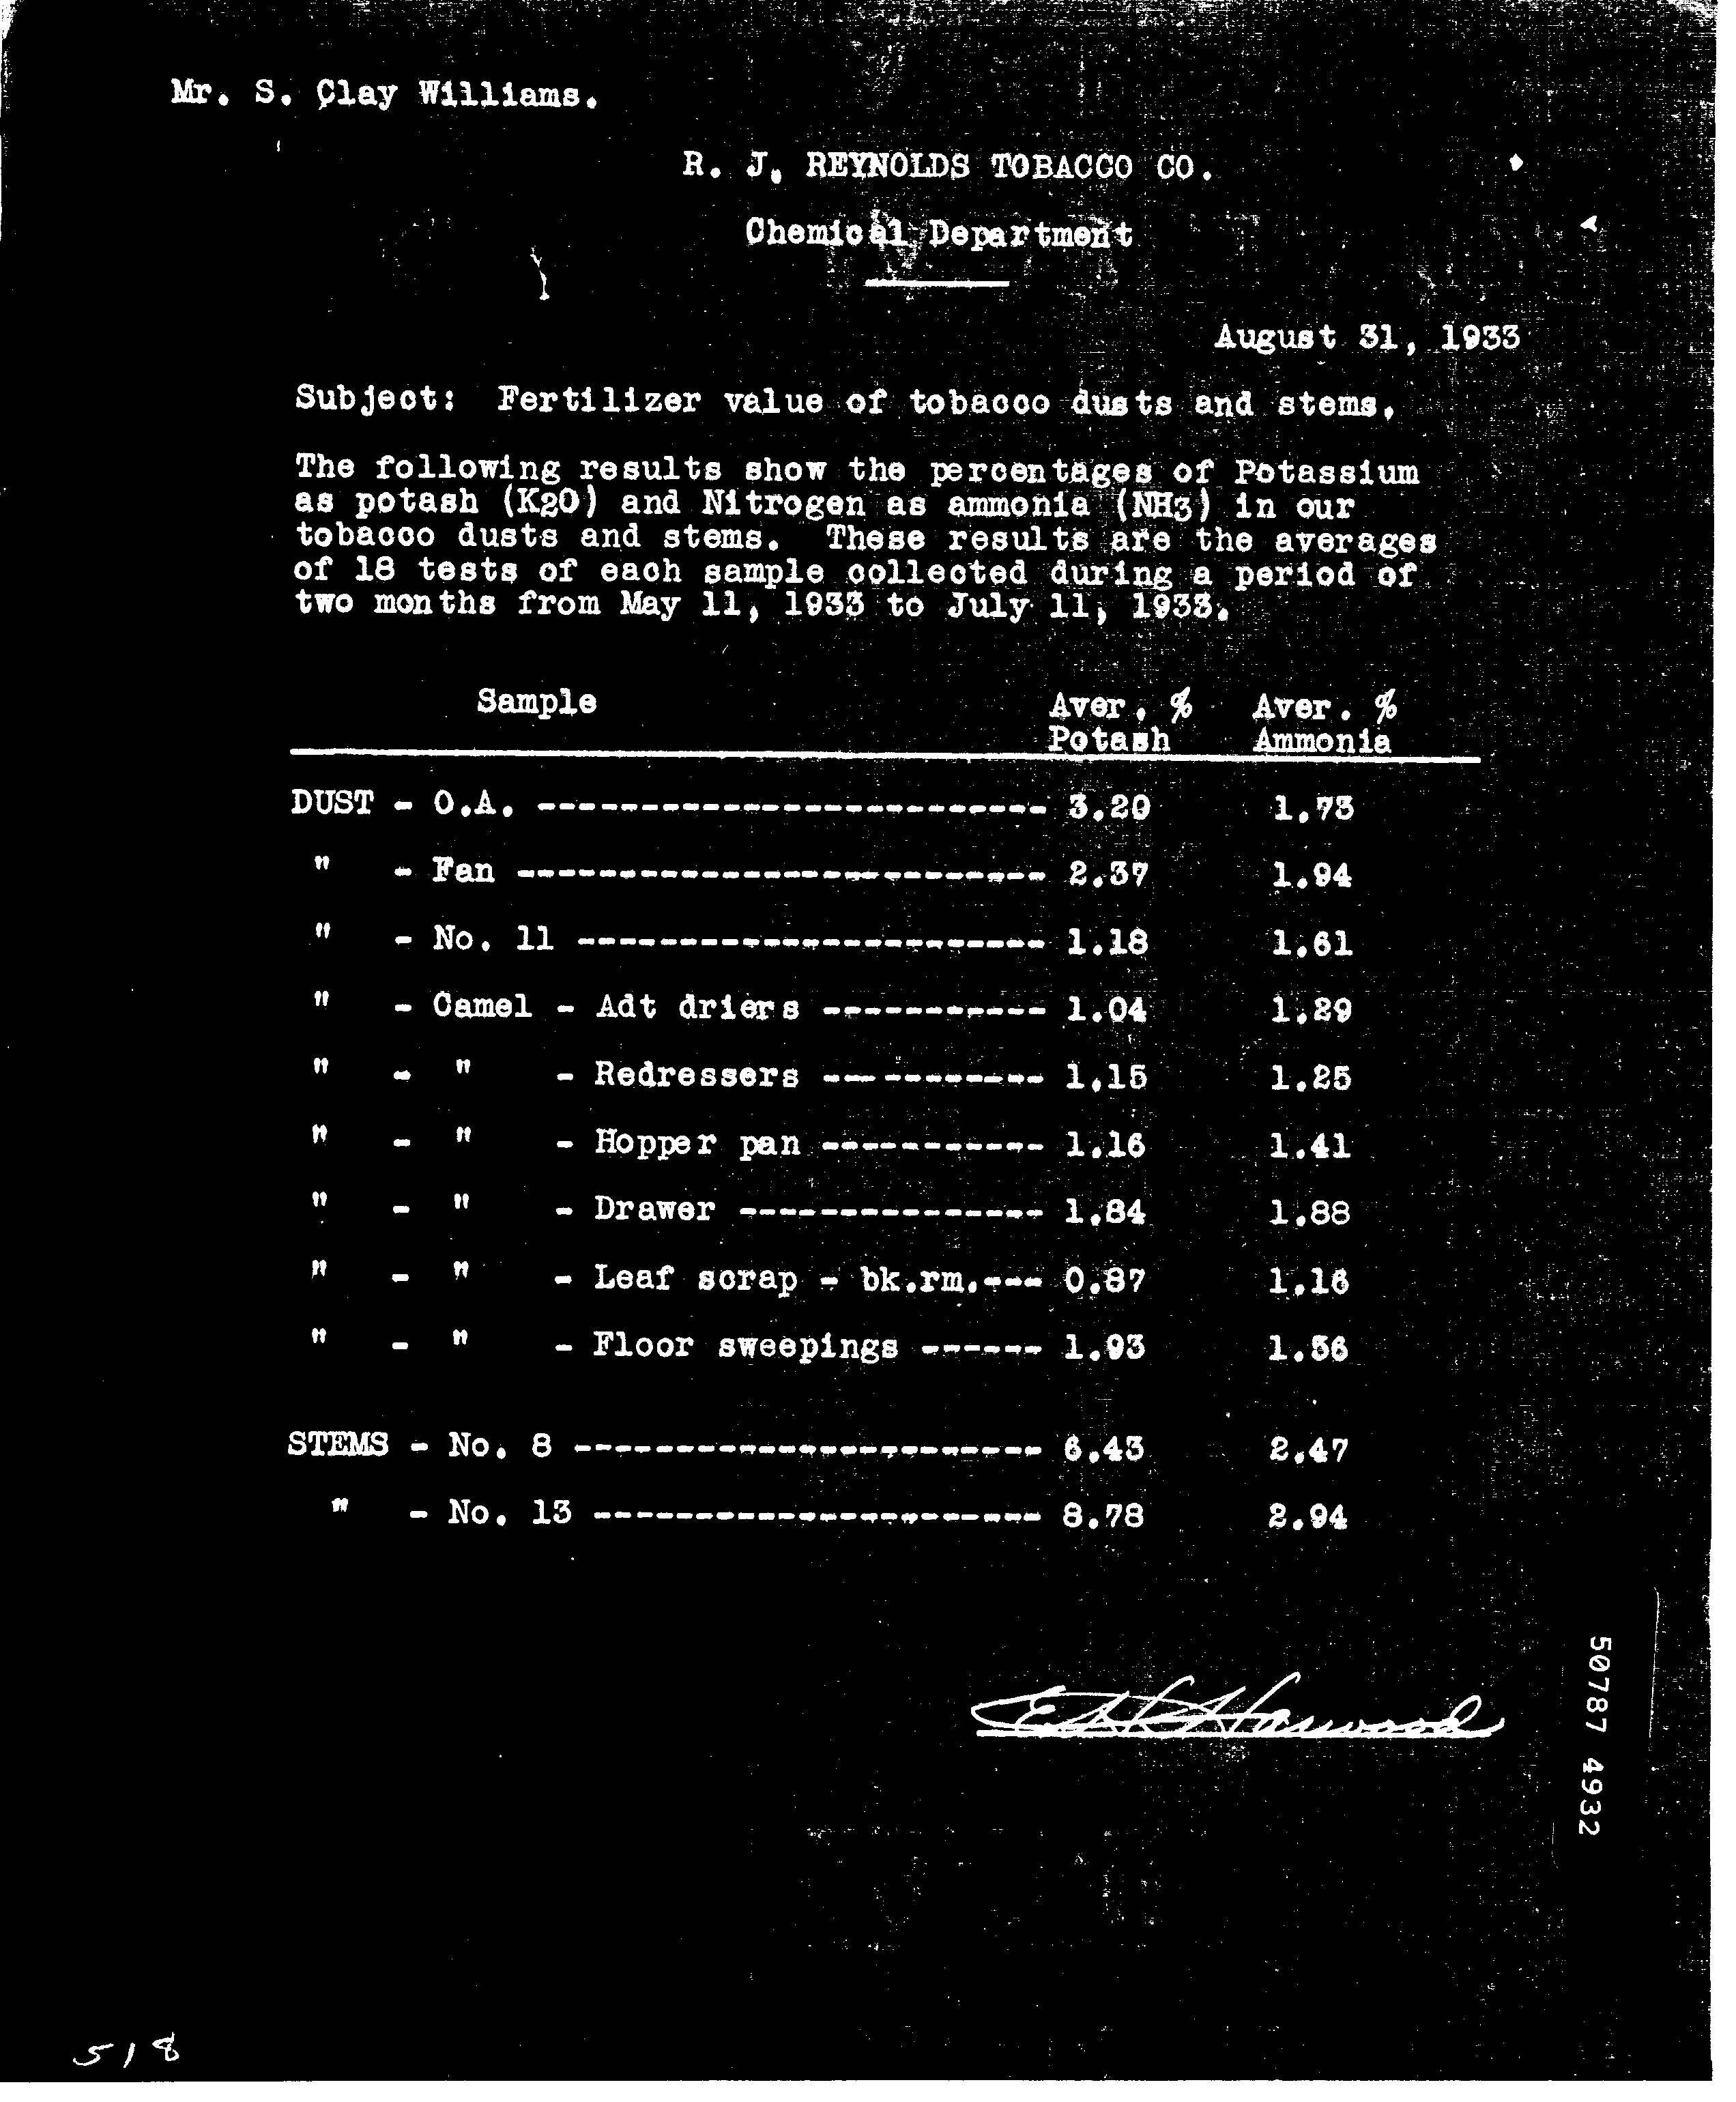 Mr. S. Clay Williams.
R. J. REYNOLDS TOBACCO CO.
Chemical Department
August 31, 1933
Subject: Fertilizer value of tobacco dusts and stems.
The following results show the percentages of Potassium
as potash (K2O) and Nitrogen as ammonia (NH3) in our
tobacco dusts and stems. These results are the averages
of 18 tests of each sample collected during a period of
two months from May 11, 1933 to July 11, 1933.
Sample Aver. % Aver. %
Potash Ammonia
DUST - O.A. ------------------------- 3.20 1.73
" - Fan -------------------------- 2.37 1.94
" - No. 11 ----------------------- 1.18 1.61
" - Camel - Adt driers ----------- 1.04 1.29
" - " - Redressers ----------- 1.15 1.25
" - " - Hopper pan ----------- 1.16 1.41
" - " - Drawer --------------- 1.84 1.88
" - " - Leaf scrap - bk.rm.--- 0.87 1.16
" - " - Floor sweepings ------ 1.93 1.56
STEMS - No. 8 ----------------------- 6.43 2.47
" - No. 13 ---------------------- 8.78 2.94
Harwood
50787 4932
518